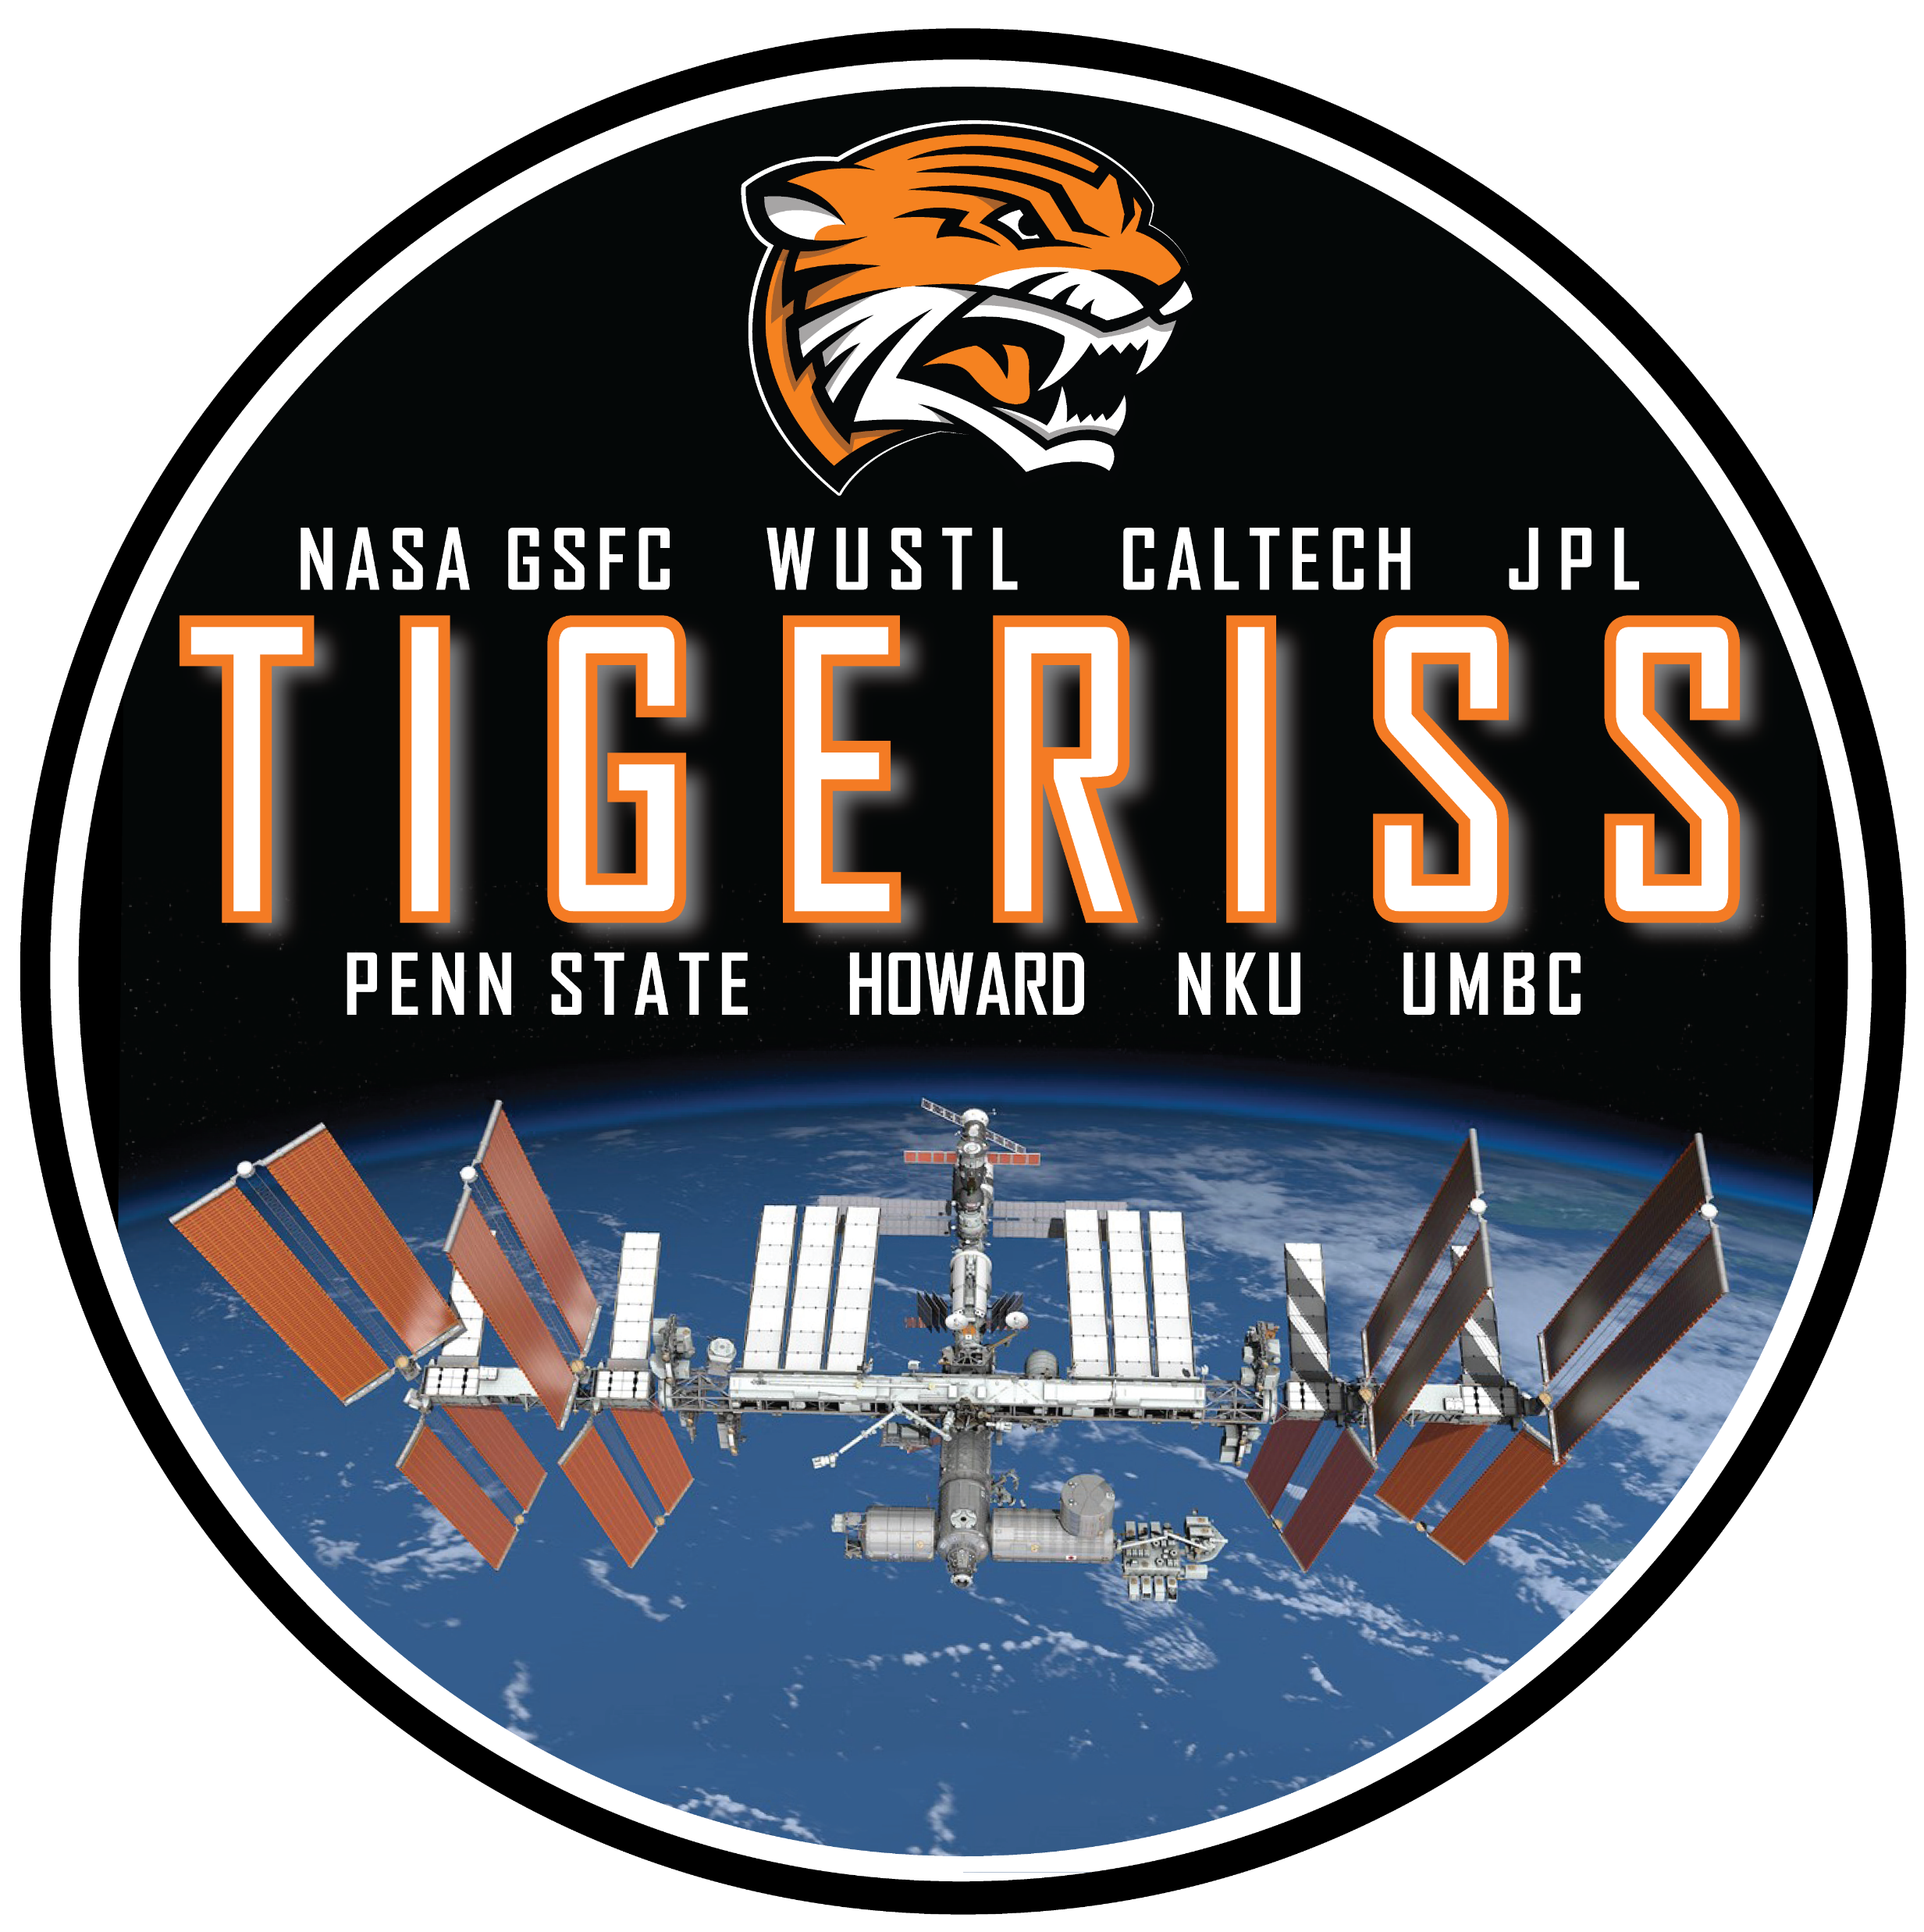 NASA GSFC WUSTL CALTECH JPL
TIGERISS
PENN STATE HOWARD NKU UMBC